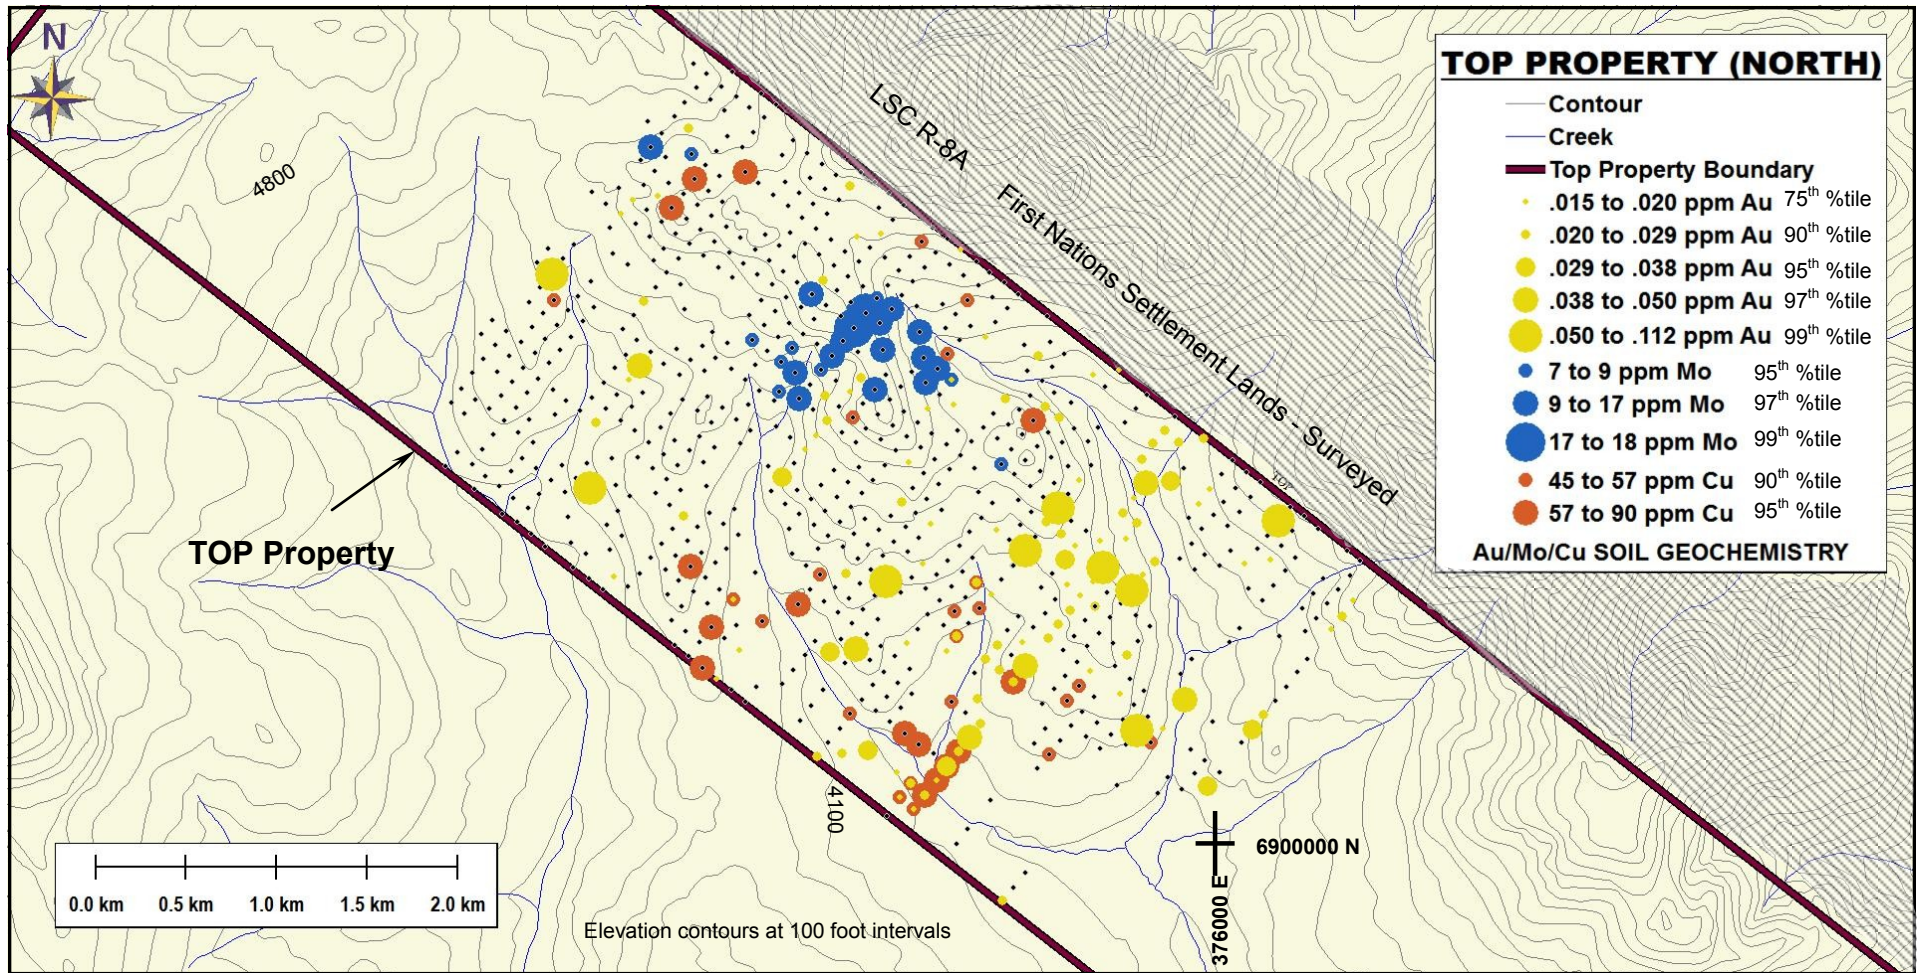 N
4800
LSC R-8A
First Nations Settlement Lands - Surveyed
TOP
TOP Property
4100
6900000 N
376000 E
0.0 km 0.5 km 1.0 km 1.5 km 2.0 km
Elevation contours at 100 foot intervals
TOP PROPERTY (NORTH)
Contour
Creek
Top Property Boundary
.015 to .020 ppm Au 75th %tile
.020 to .029 ppm Au 90th %tile
.029 to .038 ppm Au 95th %tile
.038 to .050 ppm Au 97th %tile
.050 to .112 ppm Au 99th %tile
7 to 9 ppm Mo 95th %tile
9 to 17 ppm Mo 97th %tile
17 to 18 ppm Mo 99th %tile
45 to 57 ppm Cu 90th %tile
57 to 90 ppm Cu 95th %tile
Au/Mo/Cu SOIL GEOCHEMISTRY